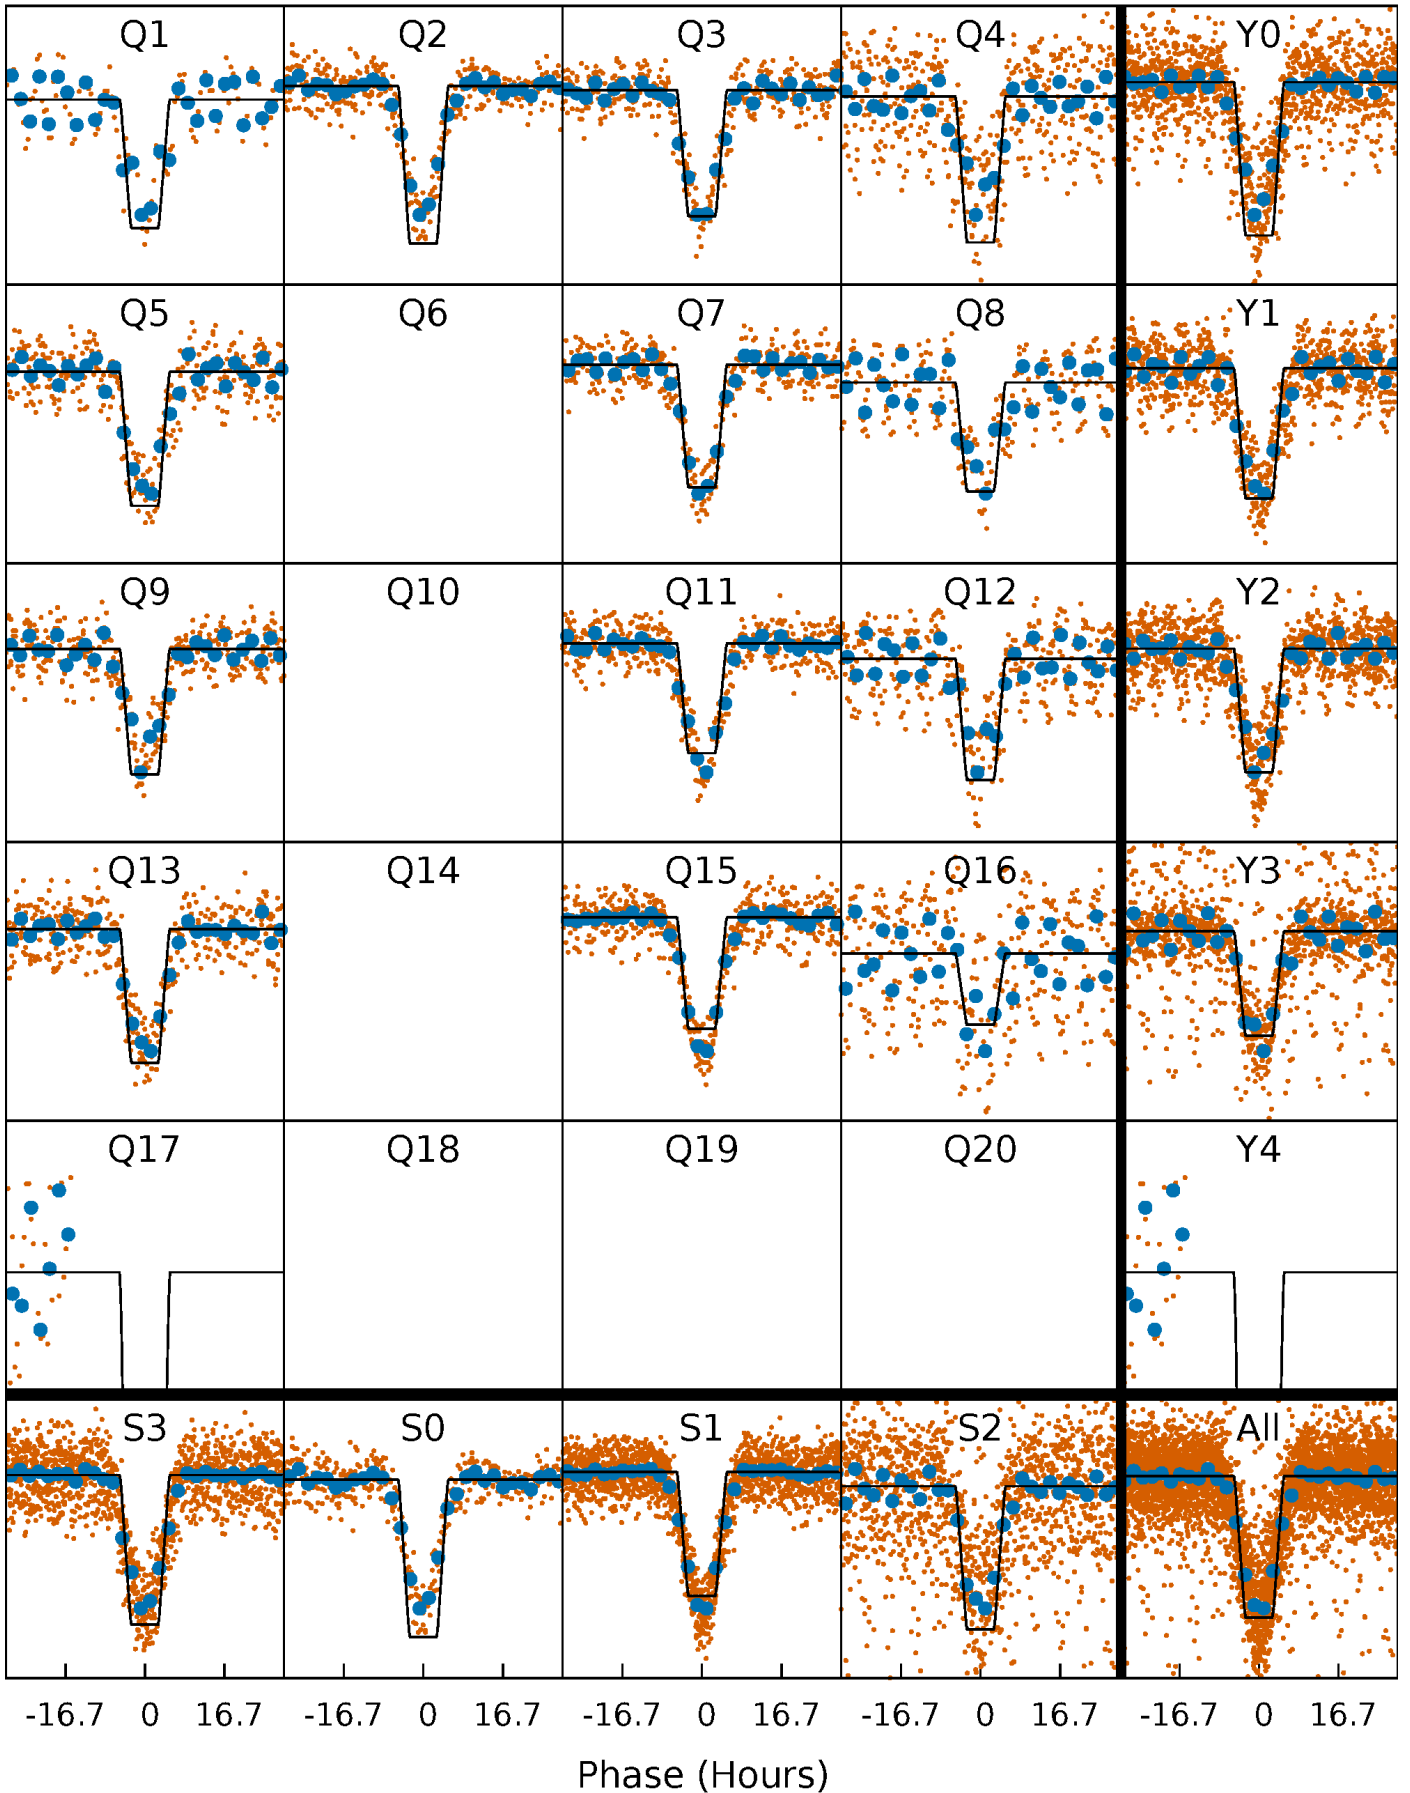 Q1 Q2 Q3 Q4 Y0
Q5 Q6 Q7 Q8 Y1
Q9 Q10 Q11 Q12 Y2
Q13 Q14 Q15 Q16 Y3
Q17 Q18 Q19 Q20 Y4
S3 S0 S1 S2 All
-16.7 0 16.7 -16.7 0 16.7 -16.7 0 16.7 -16.7 0 16.7 -16.7 0 16.7
Phase (Hours)